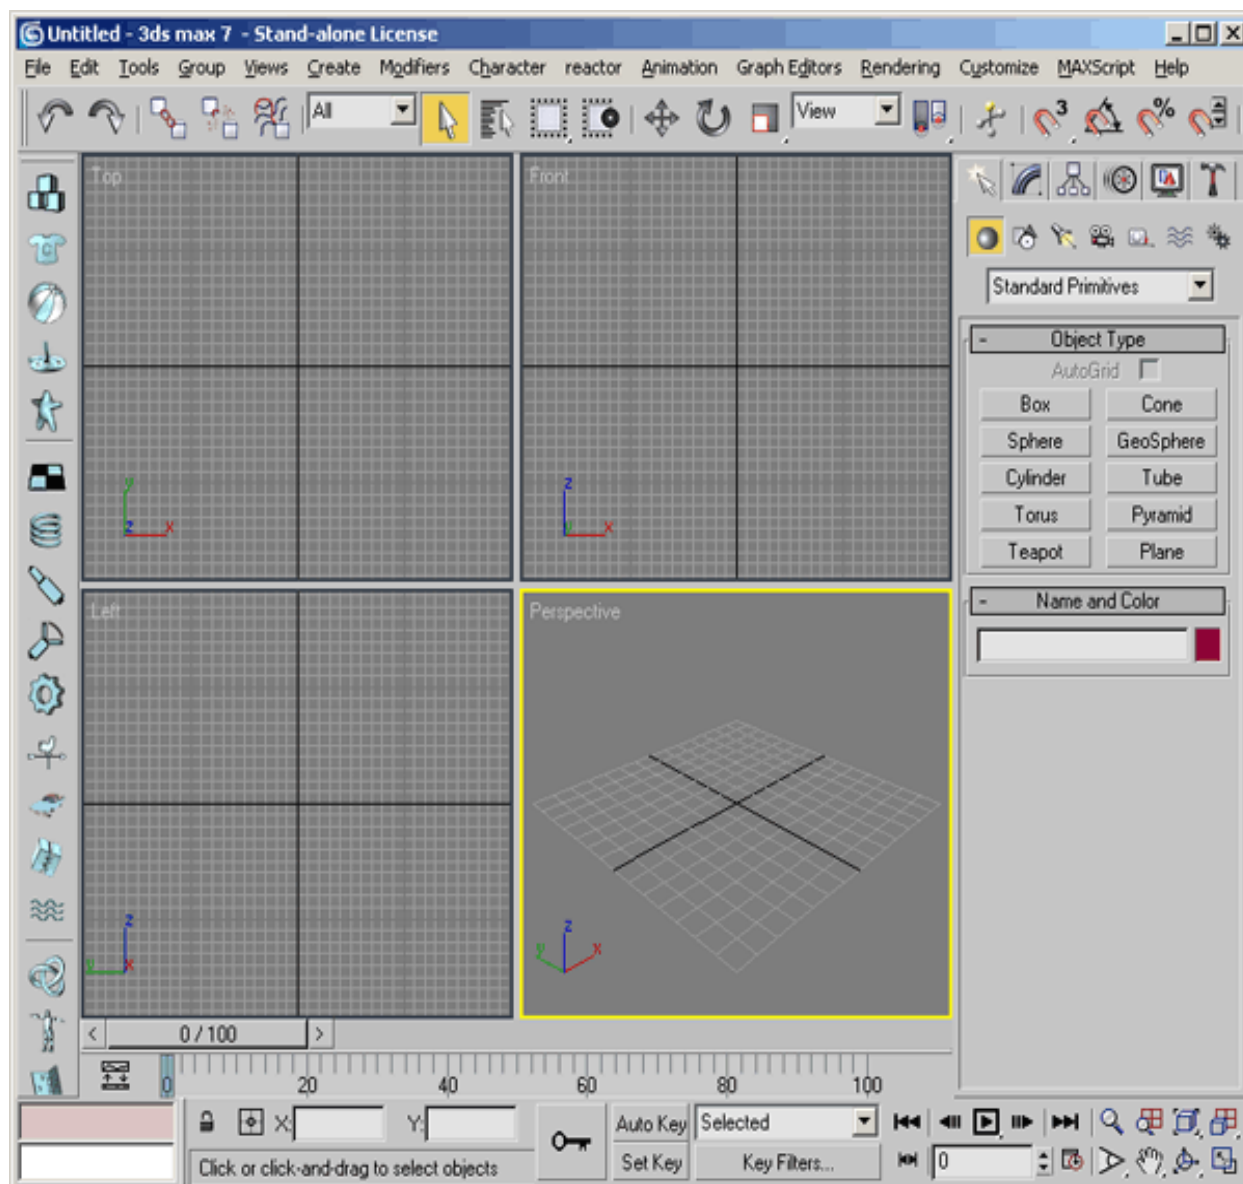 Untitled - 3ds max 7 - Stand-alone License
File Edit Tools Group Views Create Modifiers Character reactor Animation Graph Editors Rendering Customize MAXScript Help
All View 3 %
Top Front
Standard Primitives
Object Type
AutoGrid
Box Cone
Sphere GeoSphere
Cylinder Tube
Torus Pyramid
Teapot Plane
y z
z x y x
Name and Color
Left Perspective
z z
y x y x
< 0 / 100 >
0 20 40 60 80 100
X: Y: Auto Key Selected
Click or click-and-drag to select objects Set Key Key Filters... 0